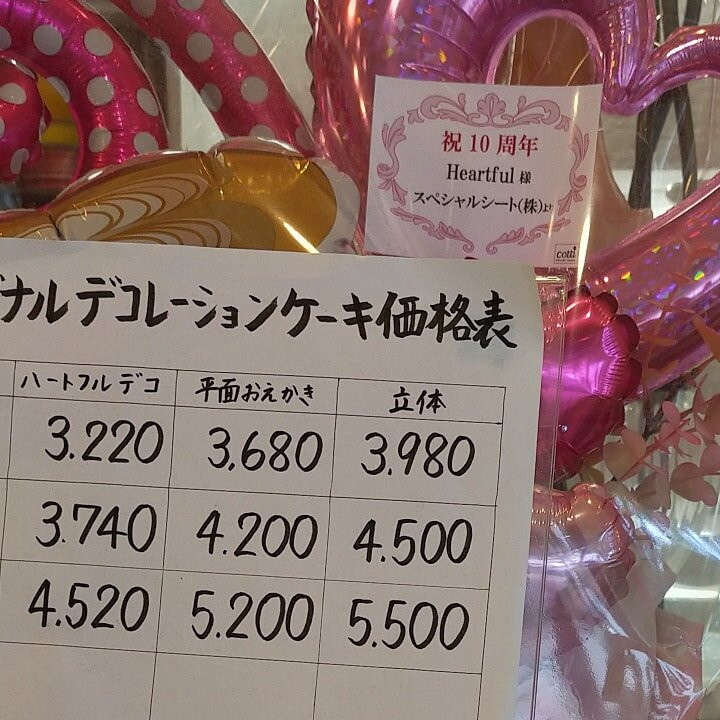 祝10周年
Heartful 様
スペシャルシート(株)より
cotti
ナルデコレーションケーキ価格表
ハートフルデコ 平面おえかき 立体
3.220 3.680 3.980
3.740 4.200 4.500
4.520 5.200 5.500